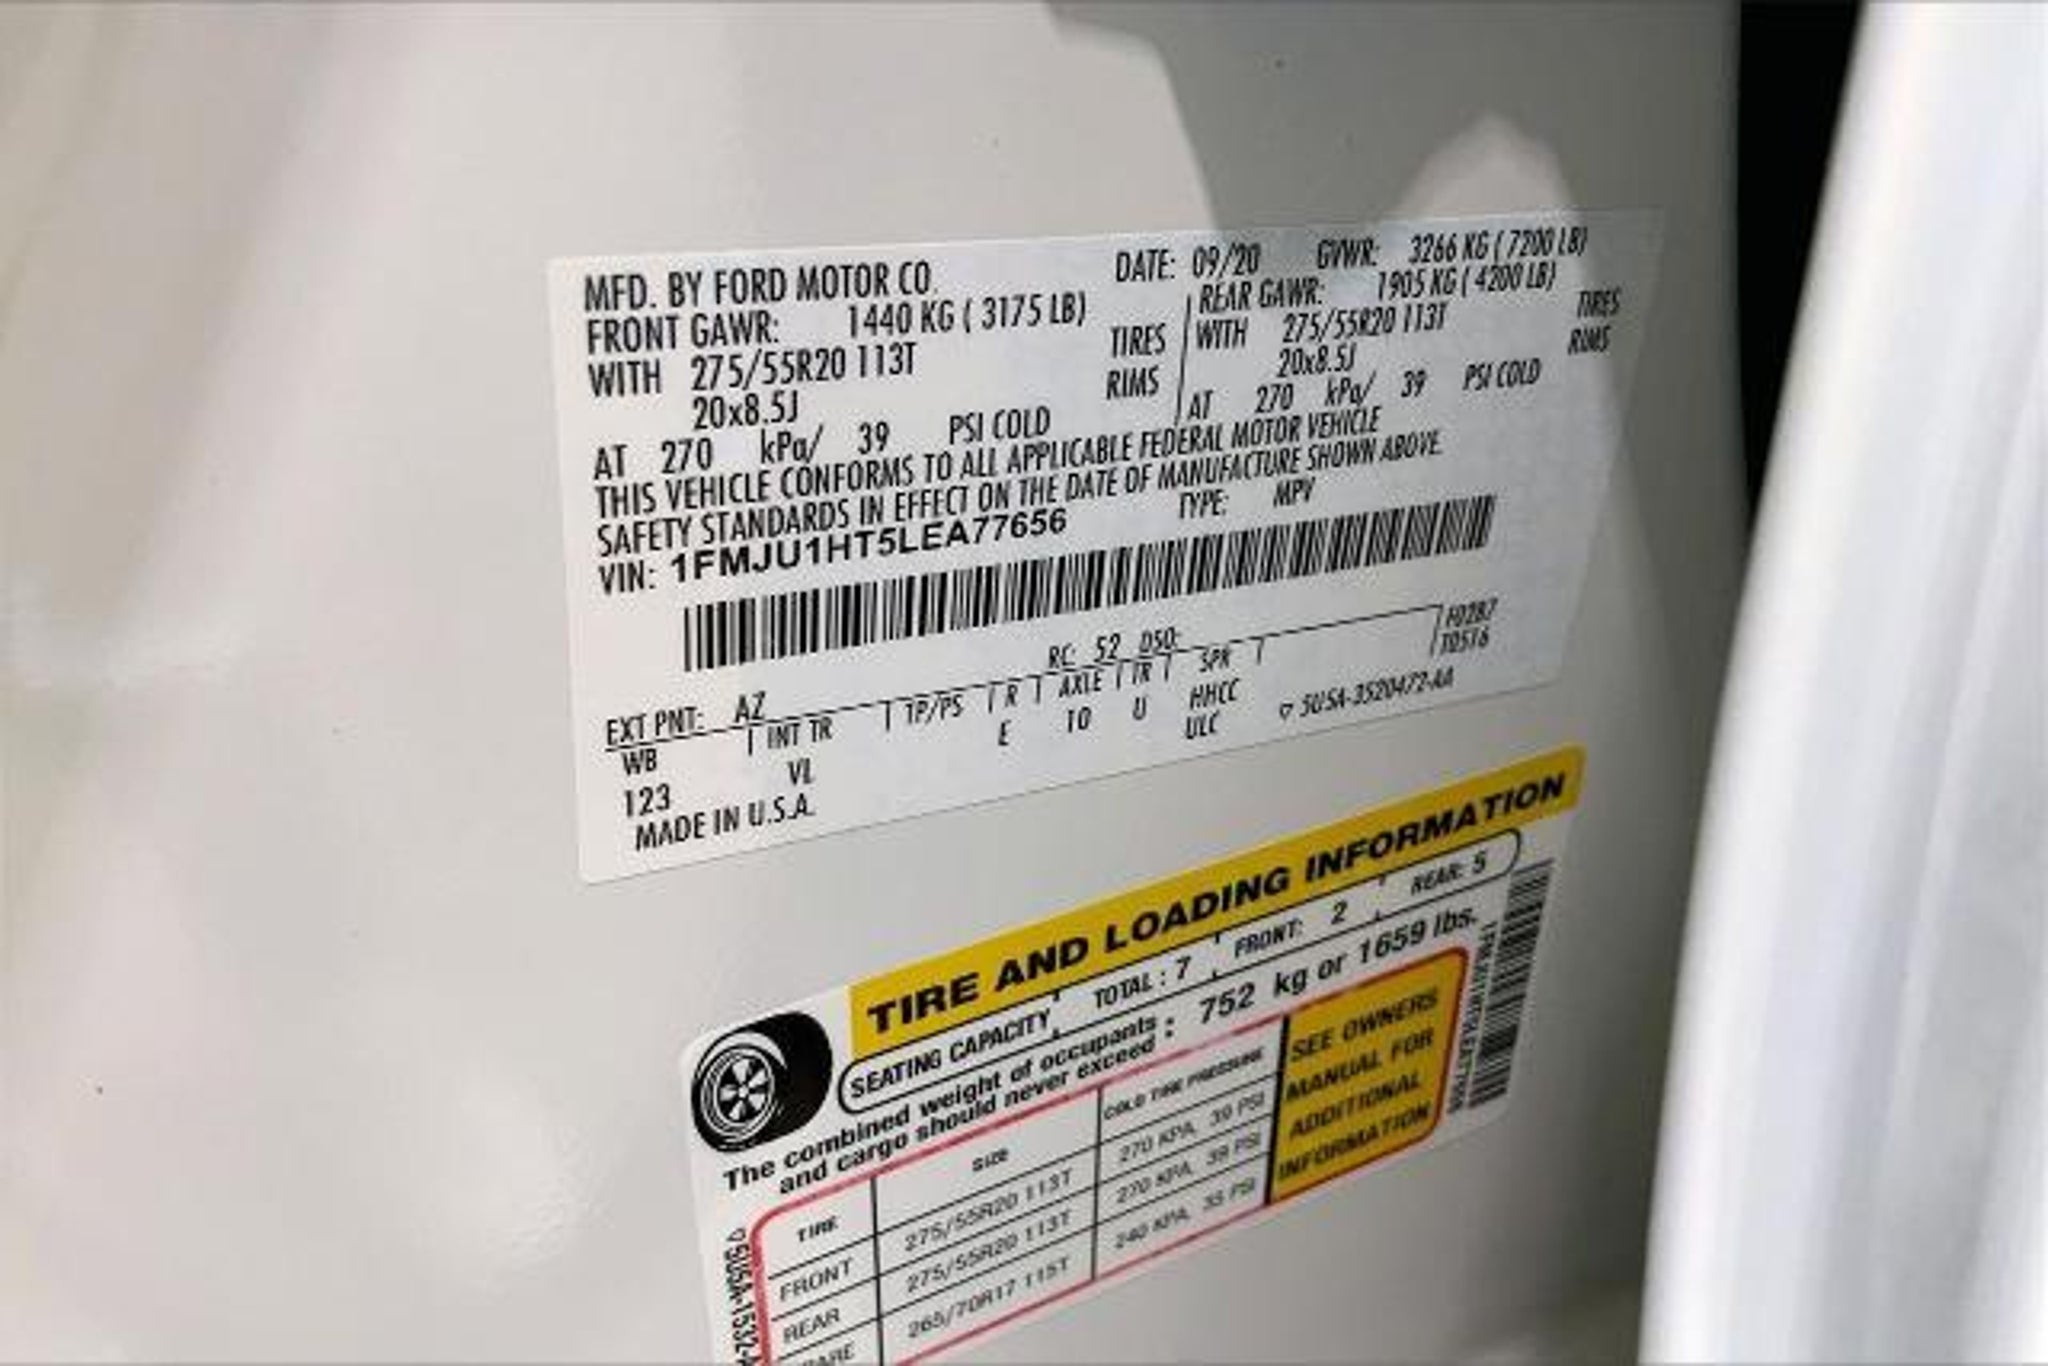 MFD. BY FORD MOTOR CO. DATE: 09/20 GVWR: 3266 KG ( 7200 LB)
FRONT GAWR: 1440 KG ( 3175 LB) REAR GAWR: 1905 KG ( 4200 LB)
WITH 275/55R20 113T TIRES WITH 275/55R20 113T TIRES
20x8.5J RIMS 20x8.5J RIMS
AT 270 kPa/ 39 PSI COLD AT 270 kPa/ 39 PSI COLD
THIS VEHICLE CONFORMS TO ALL APPLICABLE FEDERAL MOTOR VEHICLE
SAFETY STANDARDS IN EFFECT ON THE DATE OF MANUFACTURE SHOWN ABOVE.
VIN: 1FMJU1HT5LEA77656 TYPE: MPV
EXT PNT: AZ RC: 52 DSO:
WB INT TR TP/PS R AXLE TR SPR
123 VL E 10 U HHCC
ULC
MADE IN U.S.A. 5U5A-3520472-AA
TIRE AND LOADING INFORMATION
SEATING CAPACITY TOTAL : 7 FRONT: 2 REAR: 5
The combined weight of occupants
and cargo should never exceed : 752 kg or 1659 lbs.
TIRE SIZE COLD TIRE PRESSURE
FRONT 275/55R20 113T 270 KPA, 39 PSI
REAR 275/55R20 113T 270 KPA, 39 PSI
265/70R17 115T 240 KPA, 35 PSI
SEE OWNERS
MANUAL FOR
ADDITIONAL
INFORMATION